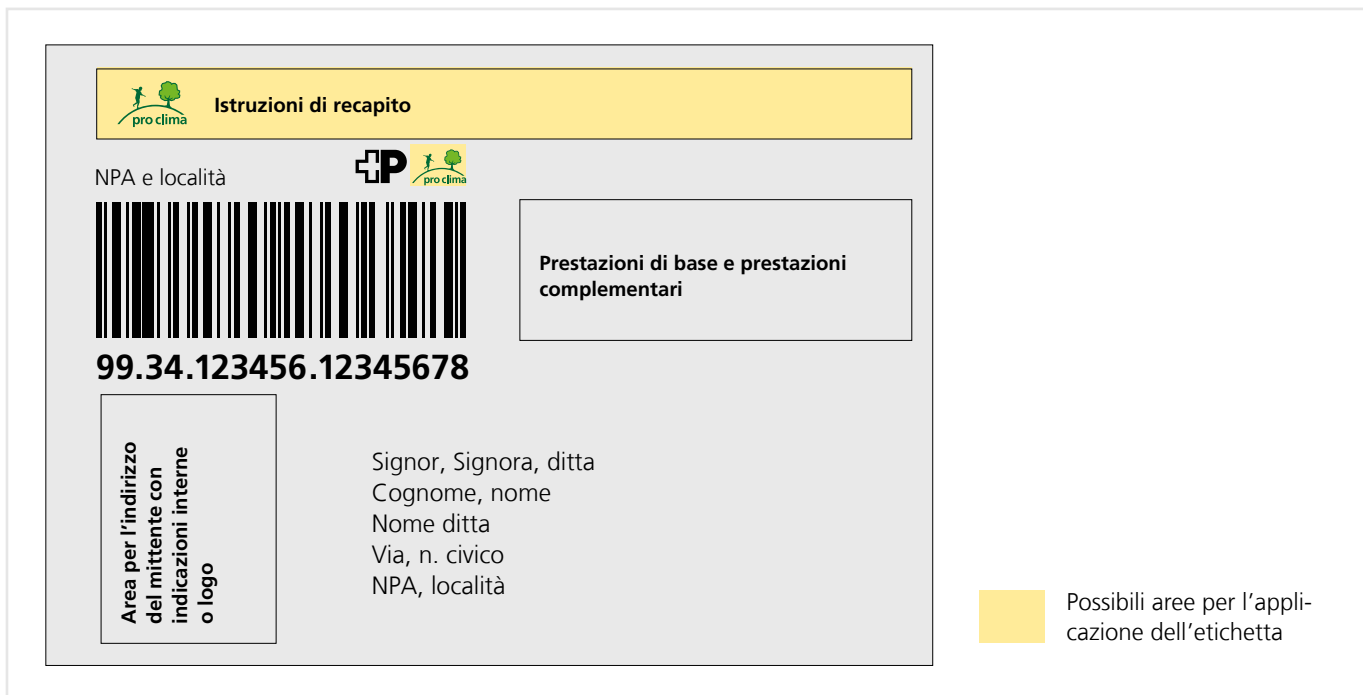 pro clima
Istruzioni di recapito
NPA e località
P
pro clima
99.34.123456.12345678
Prestazioni di base e prestazioni
complementari
Area per l'indirizzo
del mittente con
indicazioni interne
o logo
Signor, Signora, ditta
Cognome, nome
Nome ditta
Via, n. civico
NPA, località
Possibili aree per l'appli-
cazione dell'etichetta